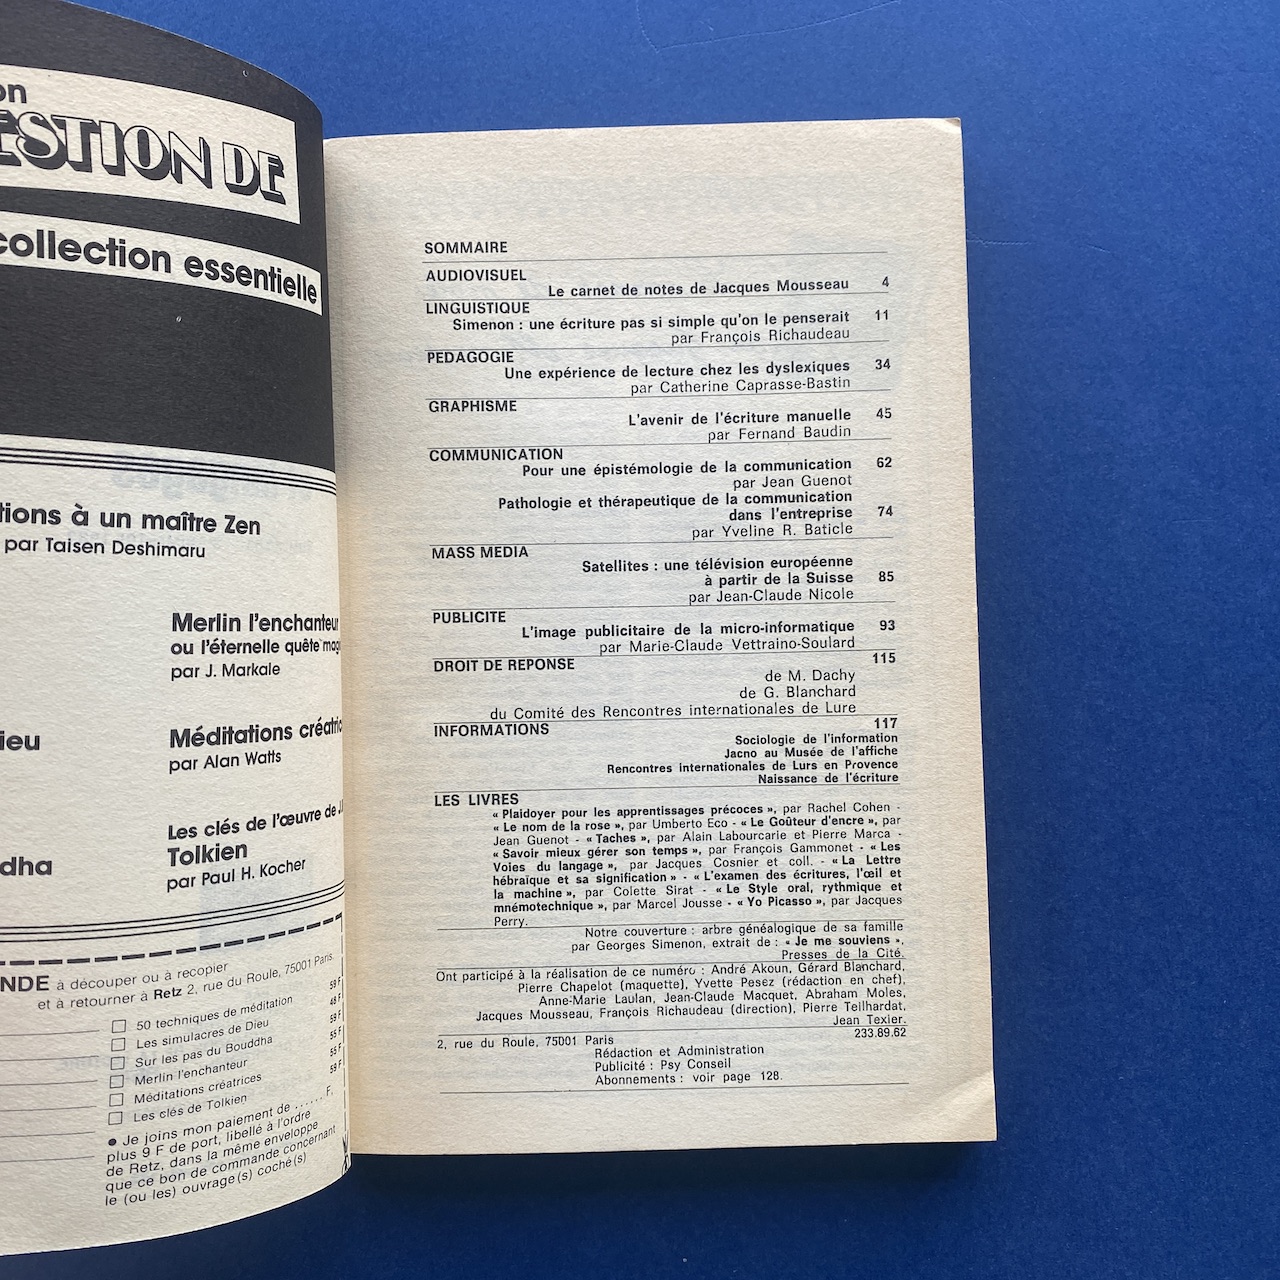 on
ESTION DE
collection essentielle
tions à un maître Zen
par Taisen Deshimaru
Merlin l'enchanteur
ou l'éternelle quête
par J. Markale
ieu
Méditations
par Alan Watts
Les clés de l'œuvre de J.
Tolkien
par Paul H. Kocher
dha
NDE à découper ou à recopier
et à retourner à Retz 2, rue du Roule, 75001 Paris.
50 techniques de méditation 59 F
Les simulacres de Dieu 48 F
Sur les pas du Bouddha 59 F
Merlin l'enchanteur 55 F
Méditations créatrices 55 F
Les clés de Tolkien 59 F
● Je joins mon paiement de ...... F,
plus 9 F de port, libellé à l'ordre
de Retz, dans la même enveloppe
que ce bon de commande concernant
le (ou les) ouvrage(s) coché(s)
SOMMAIRE
AUDIOVISUEL
Le carnet de notes de Jacques Mousseau 4
LINGUISTIQUE
Simenon : une écriture pas si simple qu'on le penserait 11
par François Richaudeau
PEDAGOGIE
Une expérience de lecture chez les dyslexiques 34
par Catherine Caprasse-Bastin
GRAPHISME
L'avenir de l'écriture manuelle 45
par Fernand Baudin
COMMUNICATION
Pour une épistémologie de la communication 62
par Jean Guenot
Pathologie et thérapeutique de la communication
dans l'entreprise 74
par Yveline R. Baticle
MASS MEDIA
Satellites : une télévision européenne
à partir de la Suisse 85
par Jean-Claude Nicole
PUBLICITE
L'image publicitaire de la micro-informatique 93
par Marie-Claude Vettraino-Soulard
DROIT DE REPONSE 115
de M. Dachy
de G. Blanchard
du Comité des Rencontres internationales de Lure
INFORMATIONS 117
Sociologie de l'information
Jacno au Musée de l'affiche
Rencontres internationales de Lurs en Provence
Naissance de l'écriture
LES LIVRES
« Plaidoyer pour les apprentissages précoces », par Rachel Cohen -
« Le nom de la rose », par Umberto Eco - « Le Goûteur d'encre », par
Jean Guenot - « Taches », par Alain Labourcarie et Pierre Marca -
« Savoir mieux gérer son temps », par François Gammonet - « Les
Voies du langage », par Jacques Cosnier et coll. - « La Lettre
hébraïque et sa signification » - « L'examen des écritures, l'œil et
la machine », par Colette Sirat - « Le Style oral, rythmique et
mnémotechnique », par Marcel Jousse - « Yo Picasso », par Jacques
Perry.
Notre couverture : arbre généalogique de sa famille
par Georges Simenon, extrait de : « Je me souviens »,
Presses de la Cité.
Ont participé à la réalisation de ce numéro : André Akoun, Gérard Blanchard,
Pierre Chapelot (maquette), Yvette Pesez (rédaction en chef),
Anne-Marie Laulan, Jean-Claude Macquet, Abraham Moles,
Jacques Mousseau, François Richaudeau (direction), Pierre Teilhardat,
Jean Texier.
2, rue du Roule, 75001 Paris 233.89.62
Rédaction et Administration
Publicité : Psy Conseil
Abonnements : voir page 128.